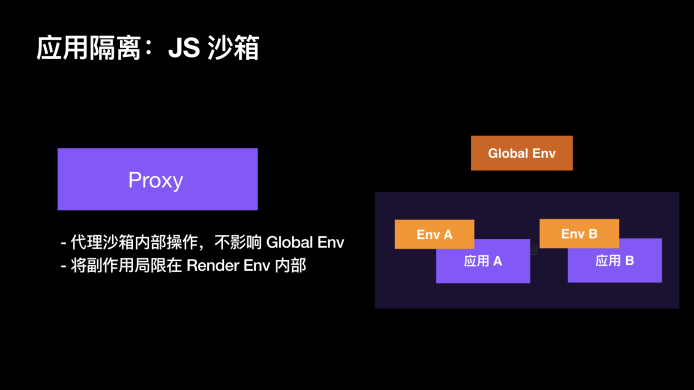 应用隔离：JS 沙箱
Proxy
- 代理沙箱内部操作，不影响 Global Env
- 将副作用局限在 Render Env 内部
Global Env
Env A
Env B
应用 A
应用 B